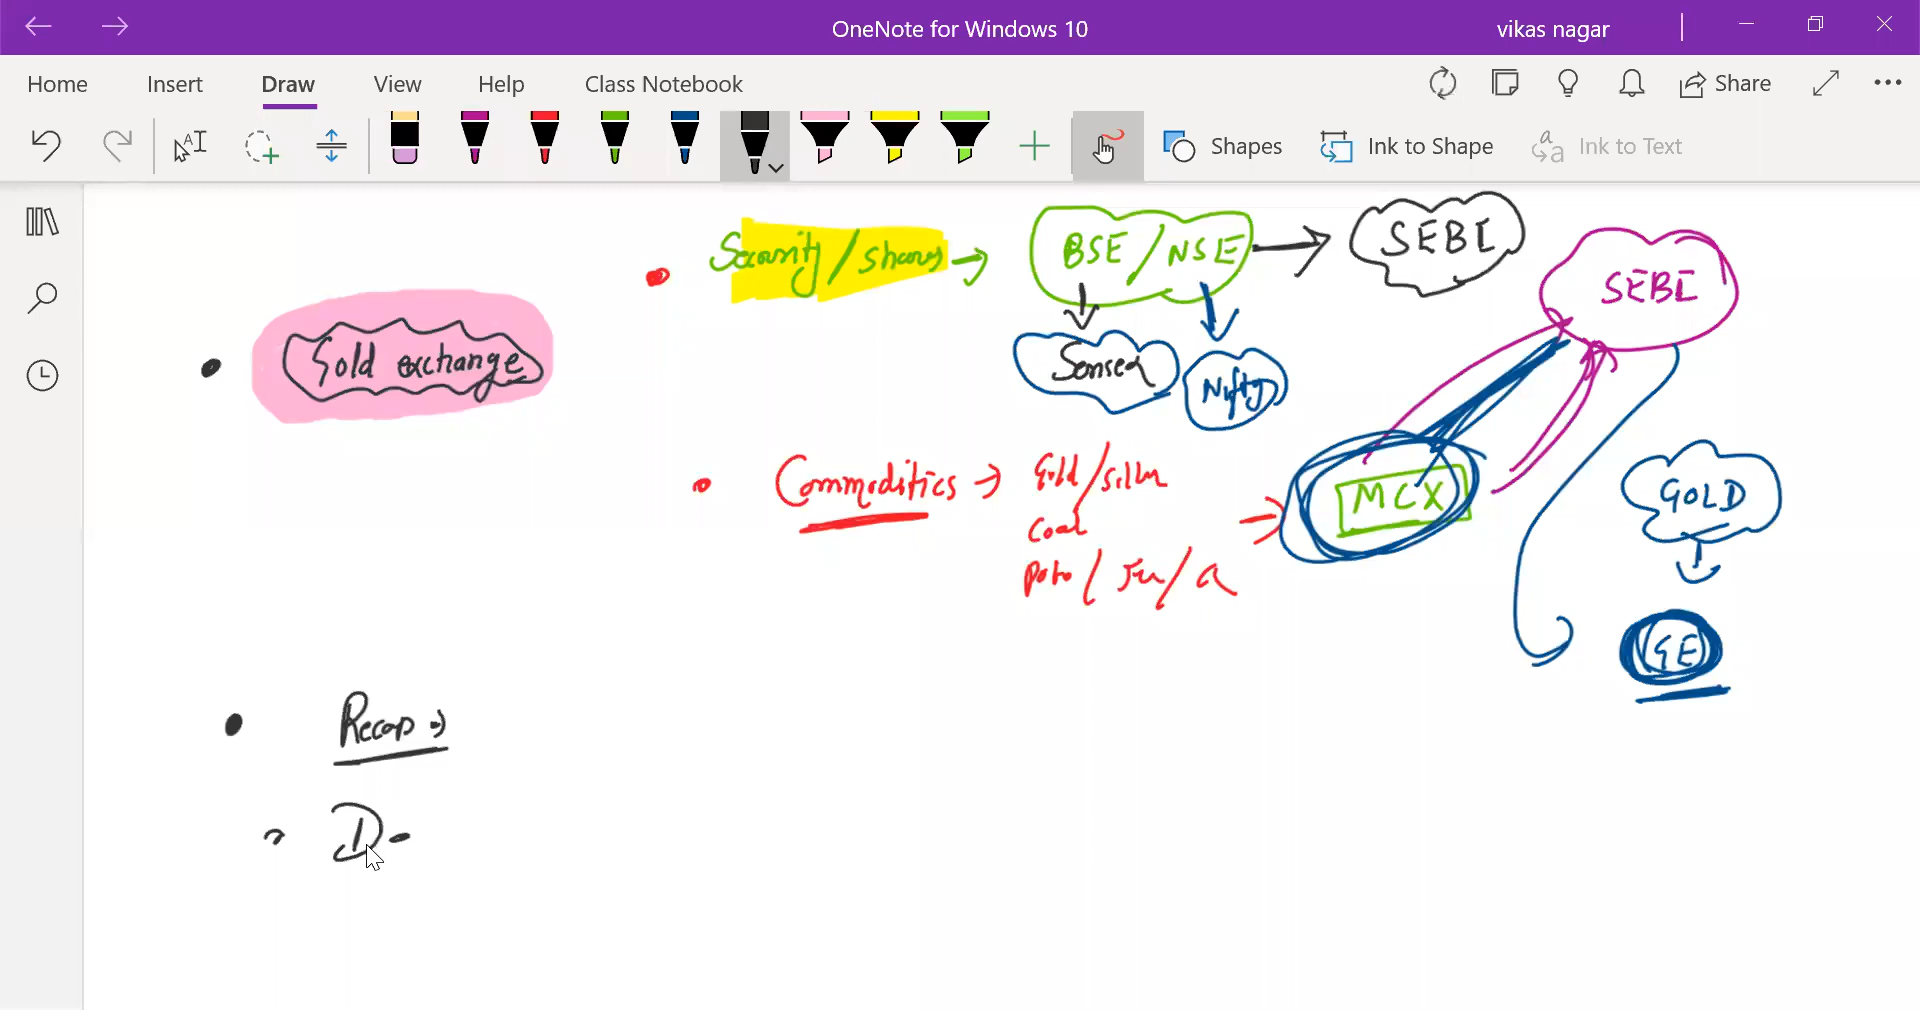 OneNote for Windows 10
vikas nagar
Home Insert Draw View Help Class Notebook
Share
Shapes Ink to Shape Ink to Text
Security / shares → BSE / NSE → SEBI
SEBI
Gold exchange
Sensex
Nifty
Commodities → Gold / Silver
MCX
GOLD
Coal
GE
Recap →
D -